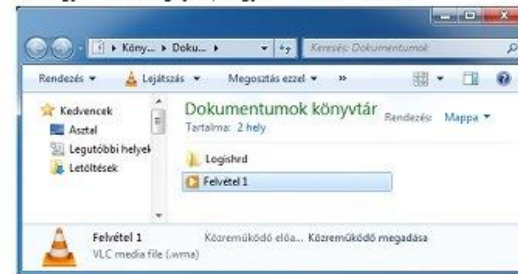 Köny... ▸ Doku... ▸ Keresés: Dokumentumok
Rendezés Lejátszás Megosztás ezzel »
Kedvencek
Asztal
Legutóbbi helyek
Letöltések
Dokumentumok könyvtár
Tartalma: 2 hely
Rendezés: Mappa
Logishrd
Felvétel 1
Felvétel 1 Közreműködő előa... Közreműködő megadása
VLC media file (.wma)